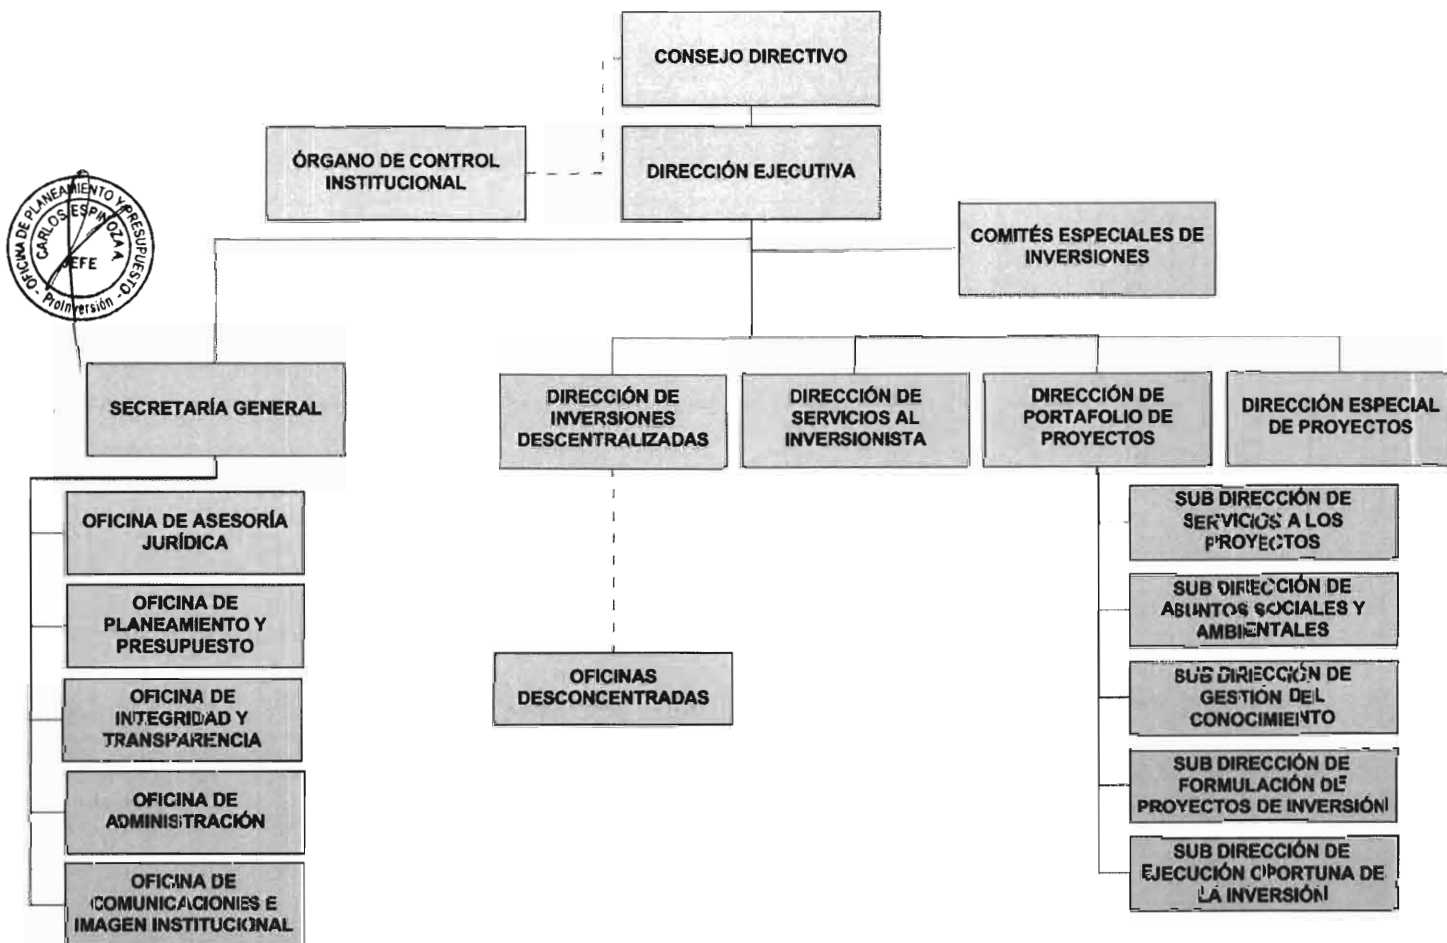 CONSEJO DIRECTIVO
ÓRGANO DE CONTROL
INSTITUCIONAL
DIRECCIÓN EJECUTIVA
COMITÉS ESPECIALES DE
INVERSIONES
OFICINA DE PLANEAMIENTO Y PRESUPUESTO
CARLOS ESPINOZA A
JEFE
- ProInversión -
SECRETARÍA GENERAL
DIRECCIÓN DE
INVERSIONES
DESCENTRALIZADAS
DIRECCIÓN DE
SERVICIOS AL
INVERSIONISTA
DIRECCIÓN DE
PORTAFOLIO DE
PROYECTOS
DIRECCIÓN ESPECIAL
DE PROYECTOS
OFICINA DE ASESORÍA
JURÍDICA
OFICINA DE
PLANEAMIENTO Y
PRESUPUESTO
OFICINA DE
INTEGRIDAD Y
TRANSPARENCIA
OFICINA DE
ADMINISTRACIÓN
OFICINA DE
COMUNICACIONES E
IMAGEN INSTITUCIONAL
OFICINAS
DESCONCENTRADAS
SUB DIRECCIÓN DE
SERVICIOS A LOS
PROYECTOS
SUB DIRECCIÓN DE
ASUNTOS SOCIALES Y
AMBIENTALES
SUB DIRECCIÓN DE
GESTIÓN DEL
CONOCIMIENTO
SUB DIRECCIÓN DE
FORMULACIÓN DE
PROYECTOS DE INVERSIÓN
SUB DIRECCIÓN DE
EJECUCIÓN OPORTUNA DE
LA INVERSIÓN